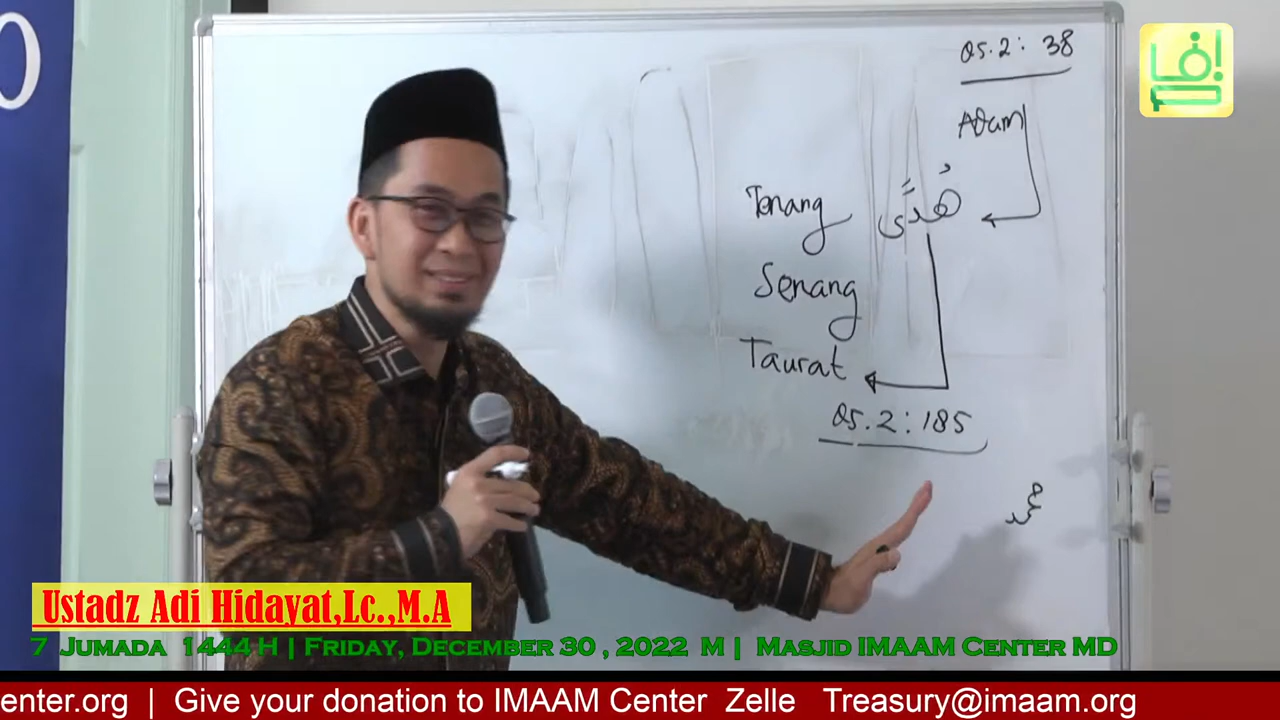 QS. 2 : 38
Adam
Tenang هدًى
Senang
Taurat
QS. 2 : 185
Ustadz Adi Hidayat,Lc.,M.A
7 Jumada 1444 H | Friday, December 30 , 2022 M | Masjid IMAAM Center MD
enter.org | Give your donation to IMAAM Center Zelle Treasury@imaam.org